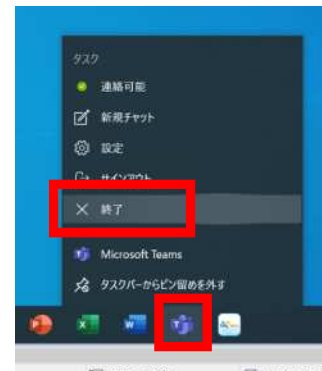 タスク
連絡可能
新規チャット
設定
サインアウト
終了
Microsoft Teams
タスクバーからピン留めを外す